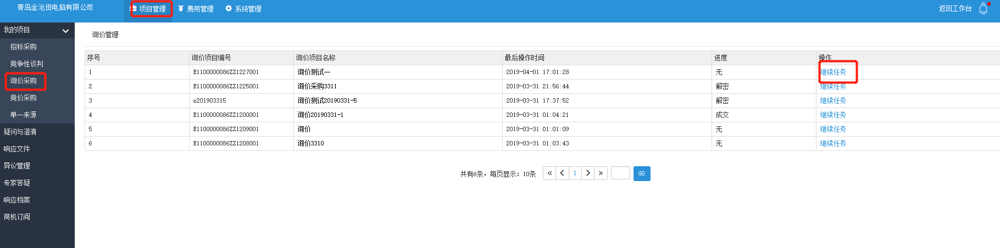 青岛金沧田电脑有限公司 项目管理 费用管理 系统管理 返回工作台
我的项目
招标采购
竞争性谈判
询价采购
竞价采购
单一来源
疑问与澄清
响应文件
异议管理
专家答疑
响应档案
商机订阅
询价管理
序号 询价项目编号 询价项目名称 最后操作时间 进度 操作
1 E1100000086ZZ1227001 询价测试一 2019-04-01 17:01:28 无 继续任务
2 E1100000086ZZ1225001 询价采购3311 2019-03-31 21:56:44 解密 继续任务
3 x201903315 询价测试20190331-5 2019-03-31 17:37:52 解密 继续任务
4 E1100000086ZZ1200001 询价20190331-1 2019-03-31 01:04:21 成交 继续任务
5 E1100000086ZZ1209001 询价 2019-03-31 01:01:09 无 继续任务
6 E1100000086ZZ1208001 询价3310 2019-03-31 01:03:43 无 继续任务
共有6条，每页显示：10条 « < 1 > » GO